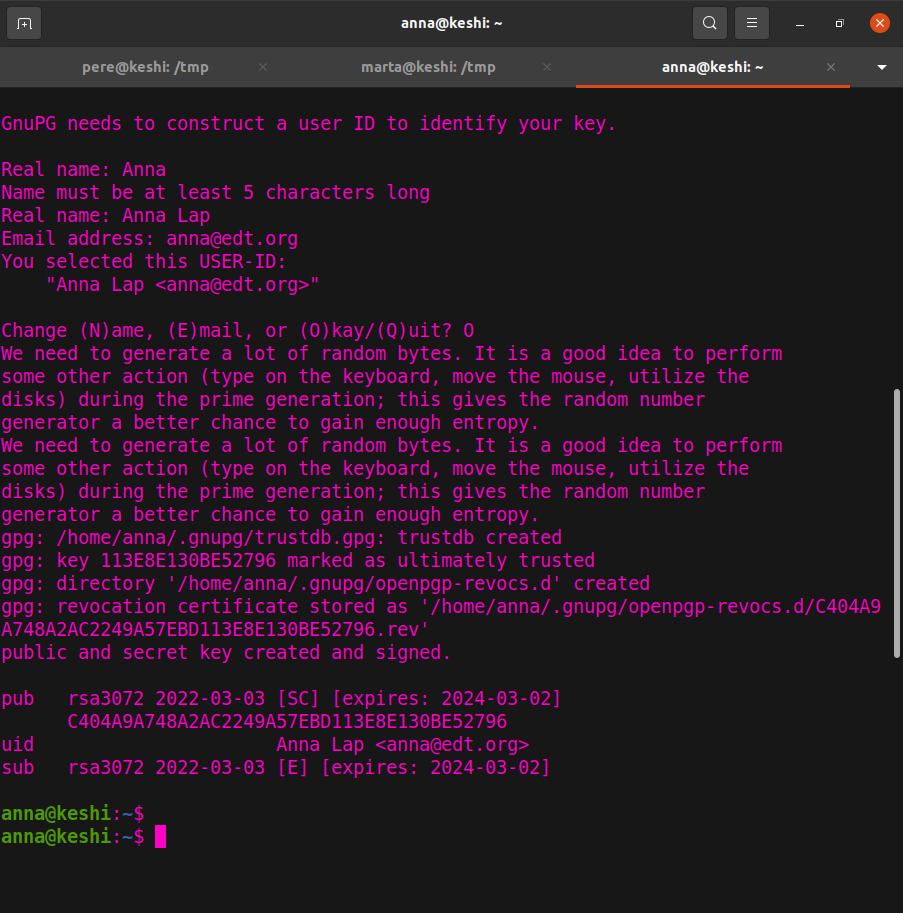 anna@keshi: ~
pere@keshi: /tmp
marta@keshi: /tmp
anna@keshi: ~
GnuPG needs to construct a user ID to identify your key.
Real name: Anna
Name must be at least 5 characters long
Real name: Anna Lap
Email address: anna@edt.org
You selected this USER-ID:
    "Anna Lap <anna@edt.org>"
Change (N)ame, (E)mail, or (O)kay/(Q)uit? O
We need to generate a lot of random bytes. It is a good idea to perform
some other action (type on the keyboard, move the mouse, utilize the
disks) during the prime generation; this gives the random number
generator a better chance to gain enough entropy.
We need to generate a lot of random bytes. It is a good idea to perform
some other action (type on the keyboard, move the mouse, utilize the
disks) during the prime generation; this gives the random number
generator a better chance to gain enough entropy.
gpg: /home/anna/.gnupg/trustdb.gpg: trustdb created
gpg: key 113E8E130BE52796 marked as ultimately trusted
gpg: directory '/home/anna/.gnupg/openpgp-revocs.d' created
gpg: revocation certificate stored as '/home/anna/.gnupg/openpgp-revocs.d/C404A9
A748A2AC2249A57EBD113E8E130BE52796.rev'
public and secret key created and signed.
pub   rsa3072 2022-03-03 [SC] [expires: 2024-03-02]
      C404A9A748A2AC2249A57EBD113E8E130BE52796
uid                      Anna Lap <anna@edt.org>
sub   rsa3072 2022-03-03 [E] [expires: 2024-03-02]
anna@keshi:~$
anna@keshi:~$